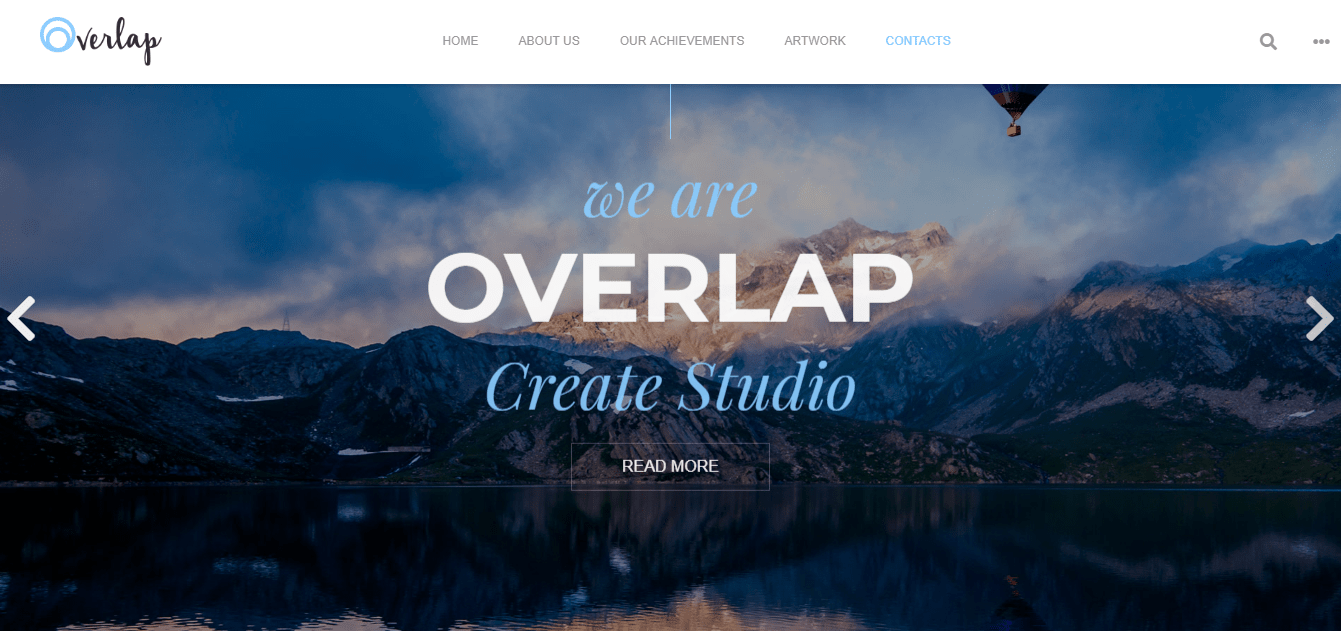 Overlap
HOME ABOUT US OUR ACHIEVEMENTS ARTWORK CONTACTS
we are
OVERLAP
Create Studio
READ MORE